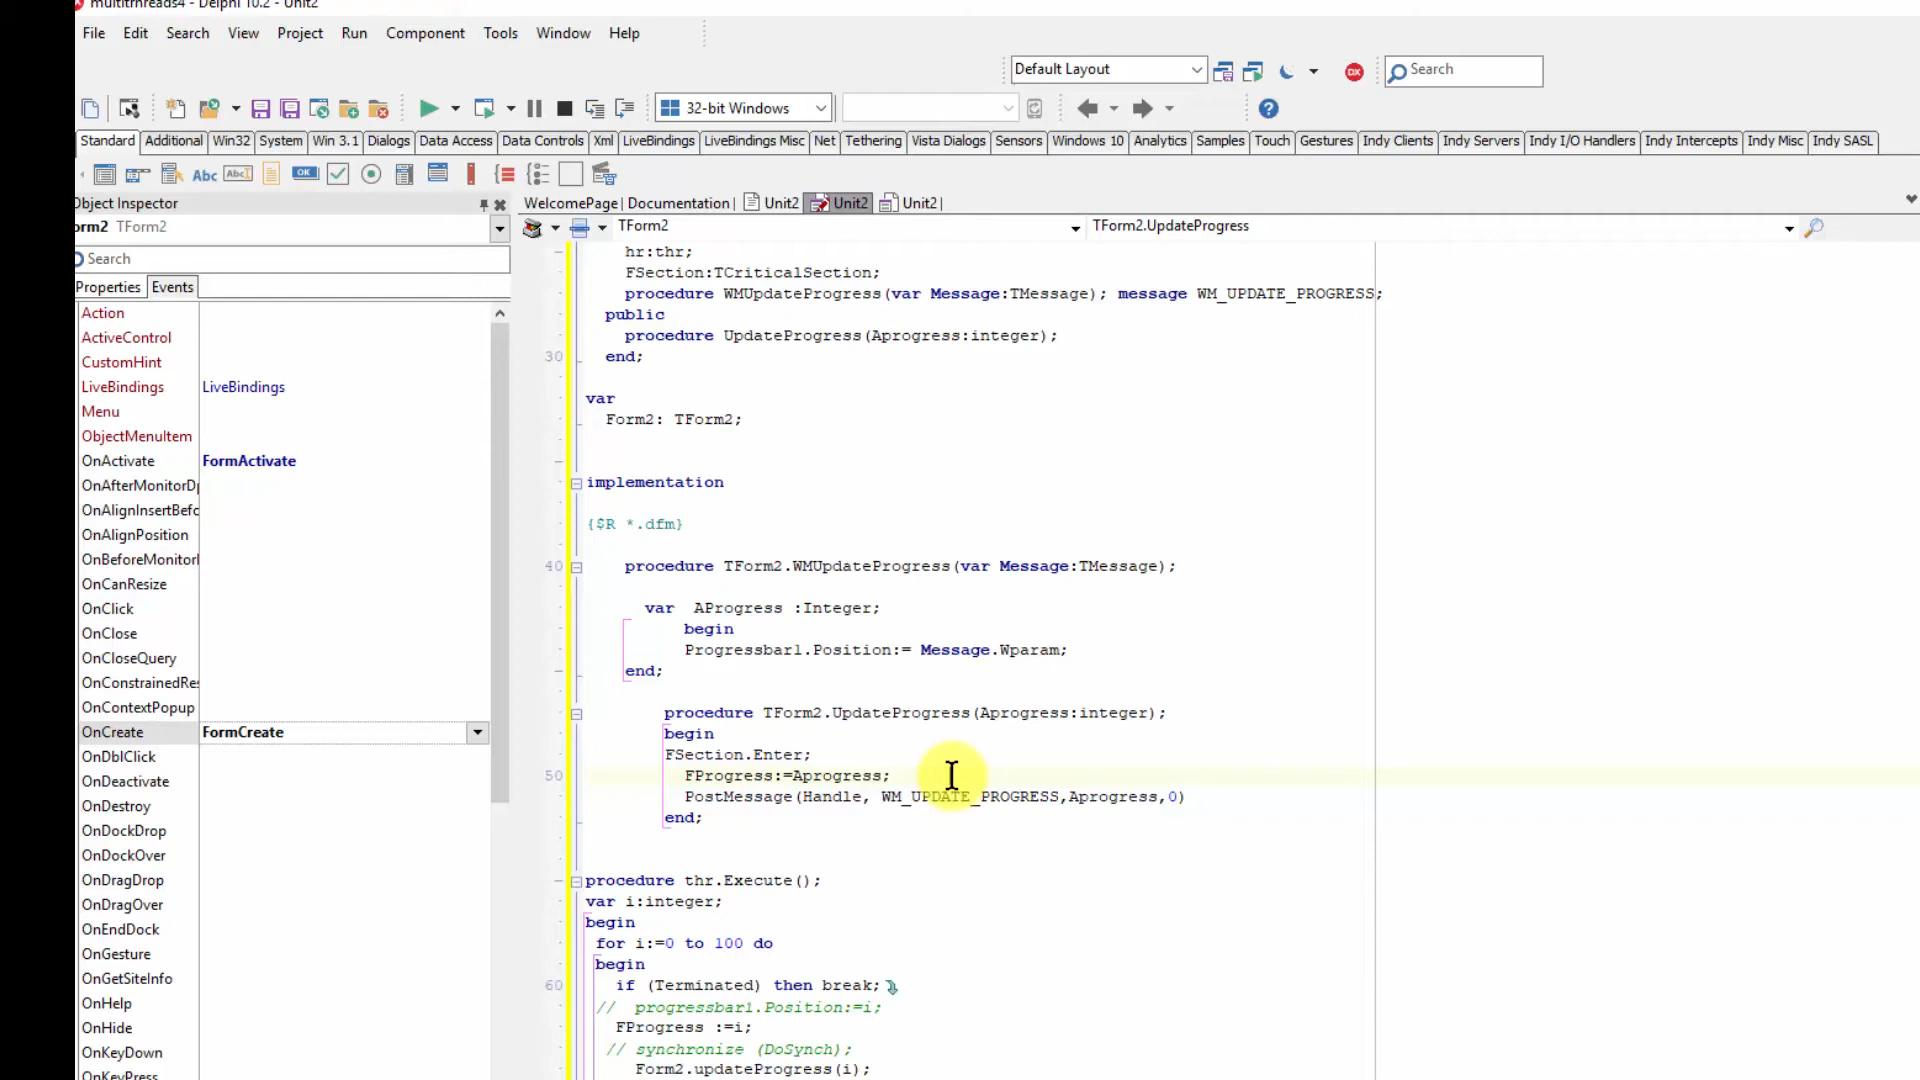 multithreads4 - Delphi 10.2 - Unit2
File Edit Search View Project Run Component Tools Window Help
Default Layout
Search
32-bit Windows
Standard Additional Win32 System Win 3.1 Dialogs Data Access Data Controls Xml LiveBindings LiveBindings Misc Net Tethering Vista Dialogs Sensors Windows 10 Analytics Samples Touch Gestures Indy Clients Indy Servers Indy I/O Handlers Indy Intercepts Indy Misc Indy SASL
Object Inspector
orm2 TForm2
Search
Properties Events
Action
ActiveControl
CustomHint
LiveBindings LiveBindings
Menu
ObjectMenuItem
OnActivate FormActivate
OnAfterMonitorDp
OnAlignInsertBefo
OnAlignPosition
OnBeforeMonitorI
OnCanResize
OnClick
OnClose
OnCloseQuery
OnConstrainedRes
OnContextPopup
OnCreate FormCreate
OnDblClick
OnDeactivate
OnDestroy
OnDockDrop
OnDockOver
OnDragDrop
OnDragOver
OnEndDock
OnGesture
OnGetSiteInfo
OnHelp
OnHide
OnKeyDown
OnKeyPress
WelcomePage Documentation Unit2 Unit2 Unit2
TForm2 TForm2.UpdateProgress
hr:thr;
FSection:TCriticalSection;
procedure WMUpdateProgress(var Message:TMessage); message WM_UPDATE_PROGRESS;
public
procedure UpdateProgress(Aprogress:integer);
30 end;
var
Form2: TForm2;
implementation
{$R *.dfm}
40 procedure TForm2.WMUpdateProgress(var Message:TMessage);
var AProgress :Integer;
begin
Progressbar1.Position:= Message.Wparam;
end;
procedure TForm2.UpdateProgress(Aprogress:integer);
begin
FSection.Enter;
50 FProgress:=Aprogress;
PostMessage(Handle, WM_UPDATE_PROGRESS,Aprogress,0)
end;
procedure thr.Execute();
var i:integer;
begin
for i:=0 to 100 do
begin
60 if (Terminated) then break;
// progressbar1.Position:=i;
FProgress :=i;
// synchronize (DoSynch);
Form2.updateProgress(i);